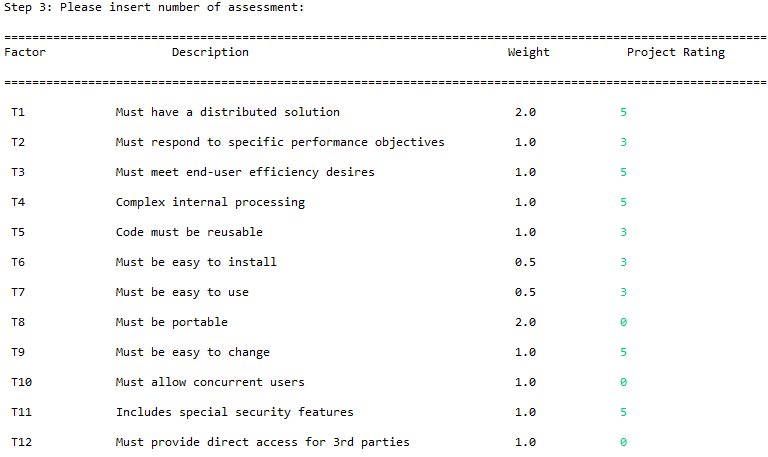 Step 3: Please insert number of assessment:
=============================================================================================================
Factor Description Weight Project Rating
=============================================================================================================
T1 Must have a distributed solution 2.0 5
T2 Must respond to specific performance objectives 1.0 3
T3 Must meet end-user efficiency desires 1.0 5
T4 Complex internal processing 1.0 5
T5 Code must be reusable 1.0 3
T6 Must be easy to install 0.5 3
T7 Must be easy to use 0.5 3
T8 Must be portable 2.0 0
T9 Must be easy to change 1.0 5
T10 Must allow concurrent users 1.0 0
T11 Includes special security features 1.0 5
T12 Must provide direct access for 3rd parties 1.0 0